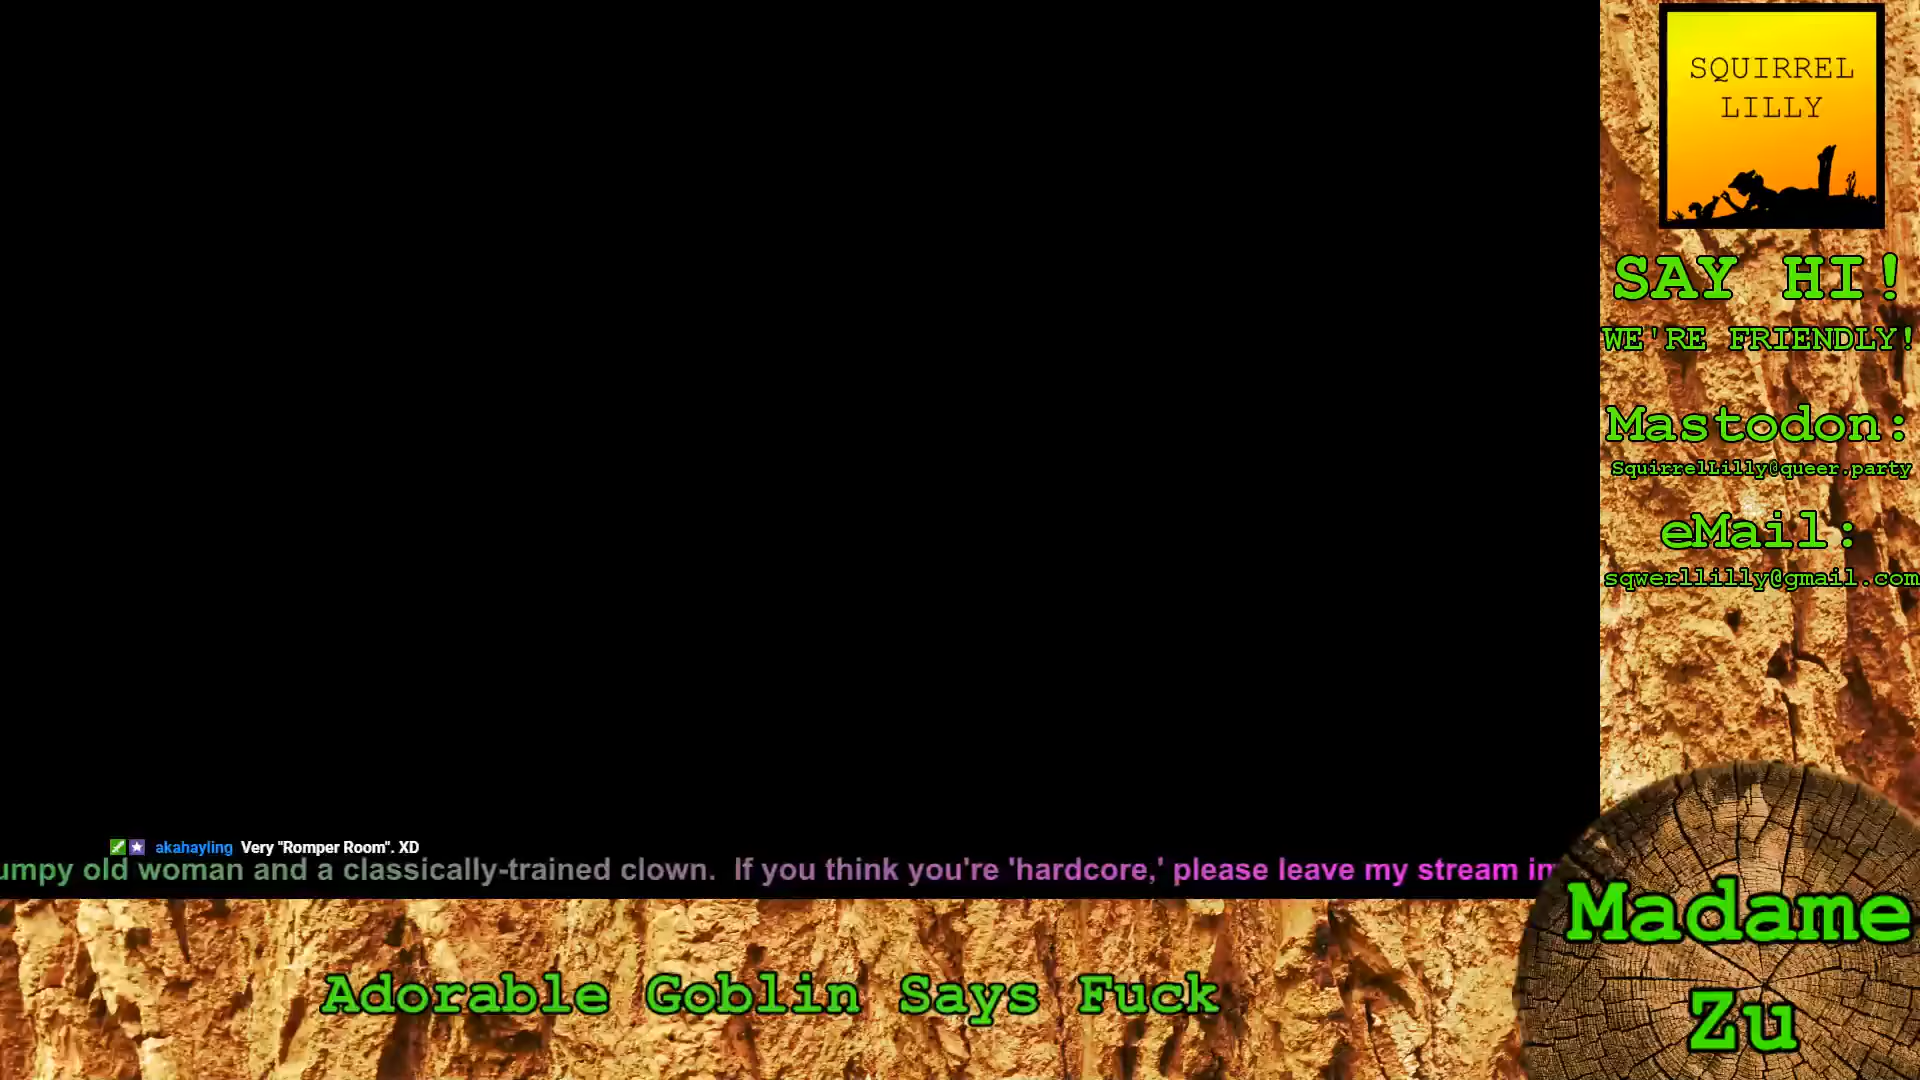 SQUIRREL
LILLY
SAY HI!
WE'RE FRIENDLY!
Mastodon:
SquirrelLilly@queer.party
eMail:
sqwerllilly@gmail.com
akahayling Very "Romper Room". XD
old woman and a classically-trained clown. If you think you're 'hardcore,' please leave my stream
Madame
Zu
Adorable Goblin Says Fuck